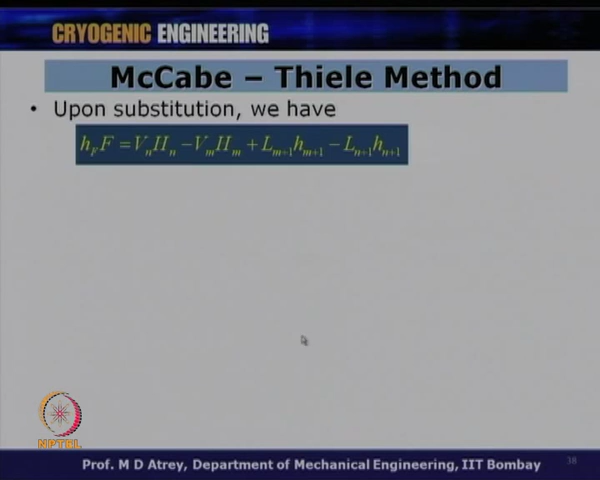 CRYOGENIC ENGINEERING
McCabe – Thiele Method
• Upon substitution, we have
h_F F = V_n H_n − V_m H_m + L_{m+1} h_{m+1} − L_{n+1} h_{n+1}
NPTEL
Prof. M D Atrey, Department of Mechanical Engineering, IIT Bombay
38